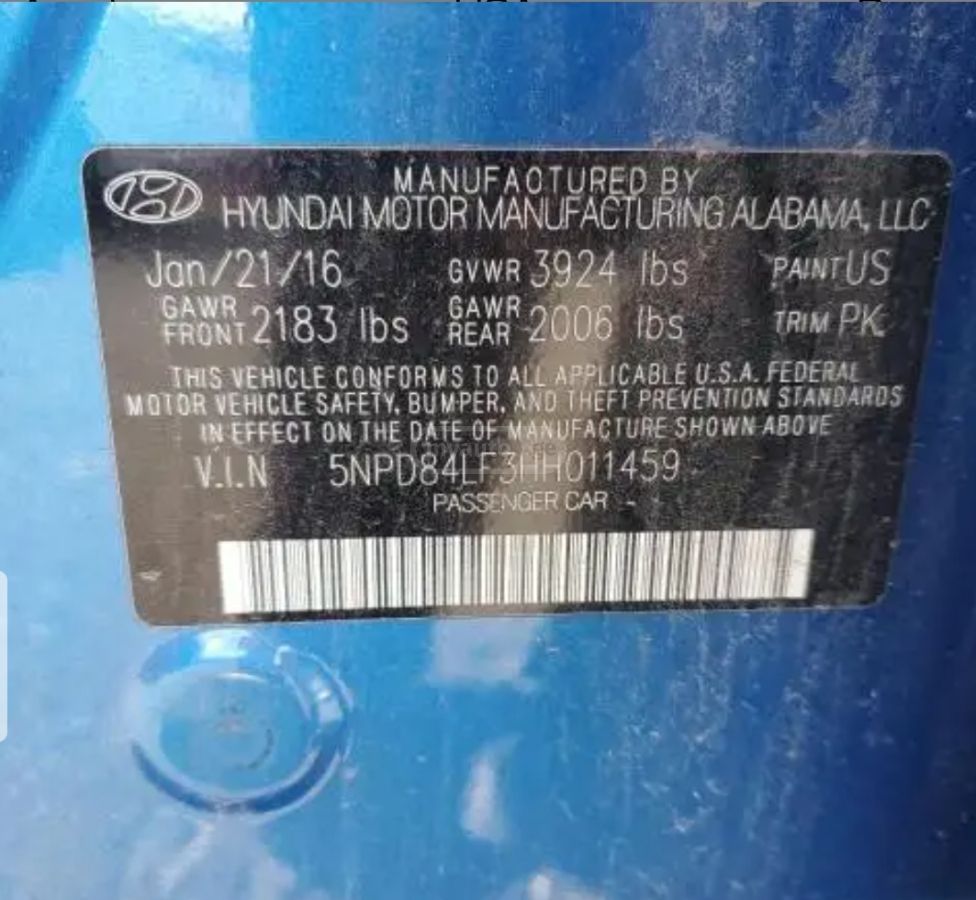 MANUFACTURED BY
HYUNDAI MOTOR MANUFACTURING ALABAMA, LLC
Jan/21/16 GVWR 3924 lbs PAINT US
GAWR FRONT 2183 lbs GAWR REAR 2006 lbs TRIM PK
THIS VEHICLE CONFORMS TO ALL APPLICABLE U.S.A. FEDERAL
MOTOR VEHICLE SAFETY, BUMPER, AND THEFT PREVENTION STANDARDS
IN EFFECT ON THE DATE OF MANUFACTURE SHOWN ABOVE
V.I.N 5NPD84LF3HH011459
PASSENGER CAR -